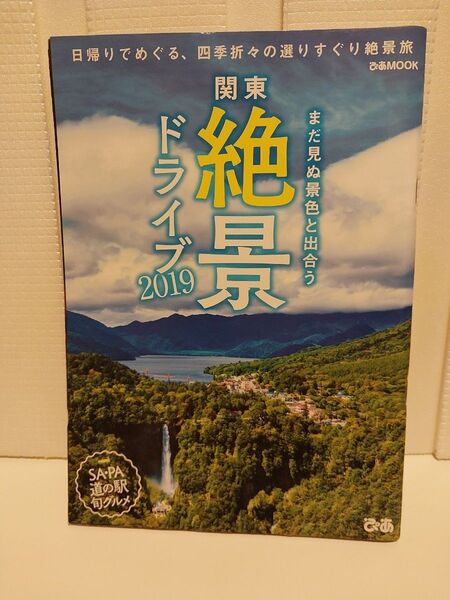 日帰りでめぐる、四季折々の選りすぐり絶景旅
ぴあMOOK
関東
絶景
ドライブ
2019
まだ見ぬ景色と出合う
SA・PA
道の駅
旬グルメ
ぴあ